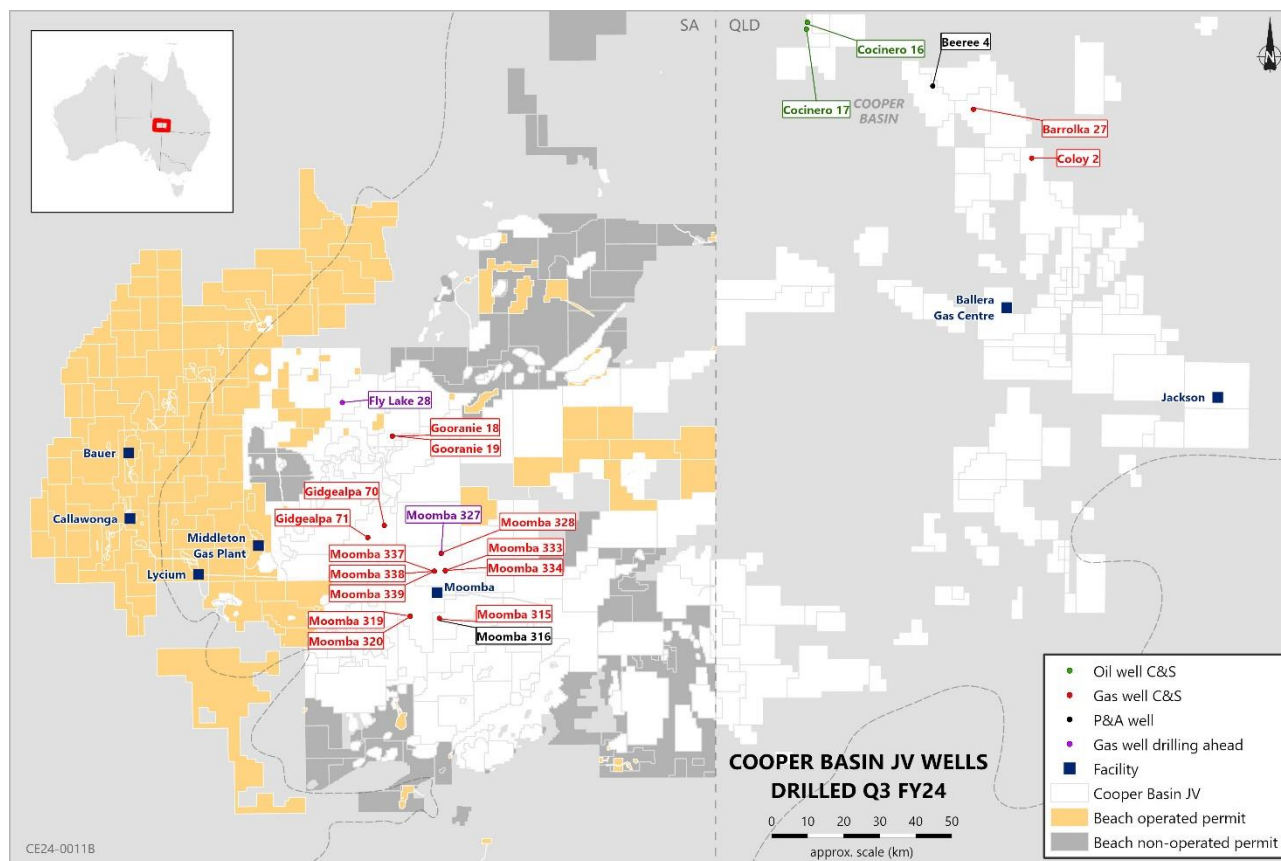 SA
QLD
N
Cocinero 16
Beeree 4
Cocinero 17
COOPER
BASIN
Barrolka 27
Coloy 2
Ballera
Gas Centre
Jackson
Fly Lake 28
Gooranie 18
Gooranie 19
Bauer
Gidgealpa 70
Moomba 327
Callawonga
Gidgealpa 71
Moomba 328
Middleton
Gas Plant
Moomba 337
Moomba 333
Moomba 338
Moomba 334
Lycium
Moomba 339
Moomba
Moomba 319
Moomba 315
Moomba 320
Moomba 316
COOPER BASIN JV WELLS
DRILLED Q3 FY24
0 10 20 30 40 50
approx. scale (km)
Oil well C&S
Gas well C&S
P&A well
Gas well drilling ahead
Facility
Cooper Basin JV
Beach operated permit
Beach non-operated permit
CE24-0011B